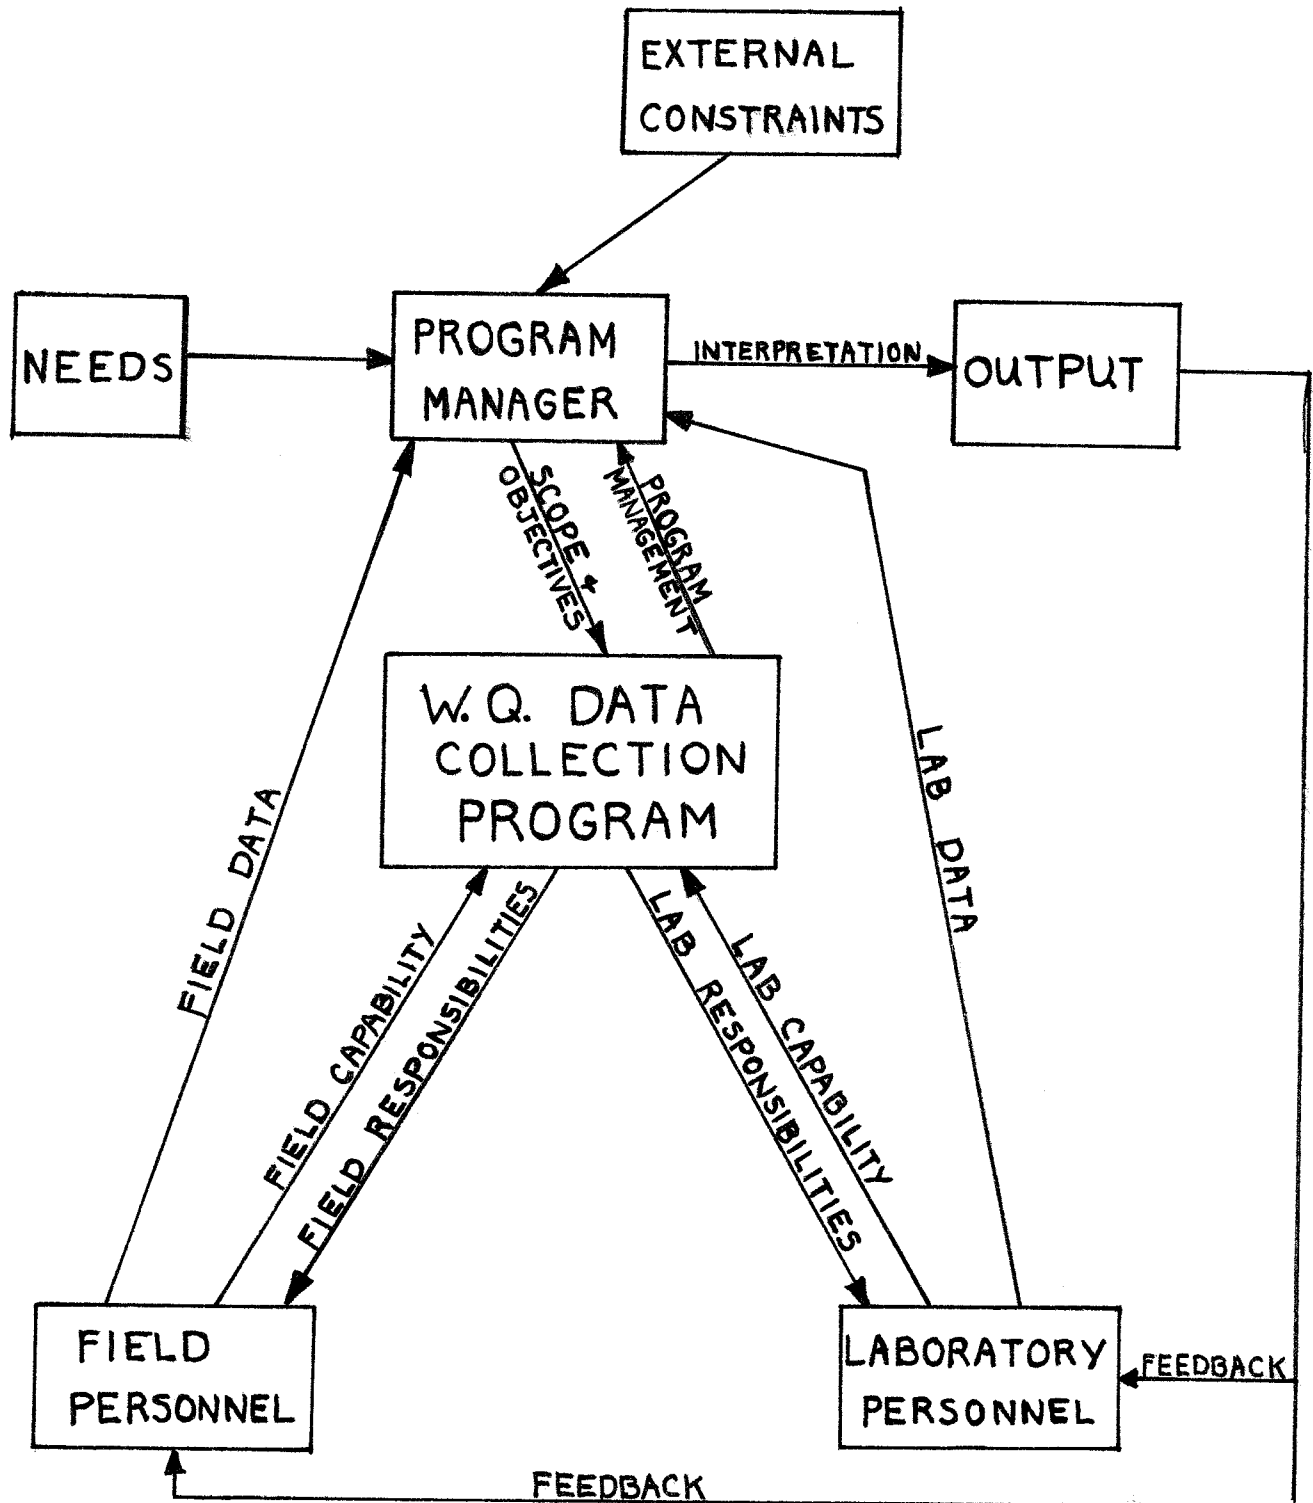 EXTERNAL
CONSTRAINTS
NEEDS
PROGRAM
MANAGER
INTERPRETATION
OUTPUT
SCOPE &
OBJECTIVES
PROGRAM
MANAGEMENT
W.Q. DATA
COLLECTION
PROGRAM
FIELD DATA
FIELD CAPABILITY
FIELD RESPONSIBILITIES
LAB RESPONSIBILITIES
LAB CAPABILITY
LAB DATA
FIELD
PERSONNEL
LABORATORY
PERSONNEL
FEEDBACK
FEEDBACK